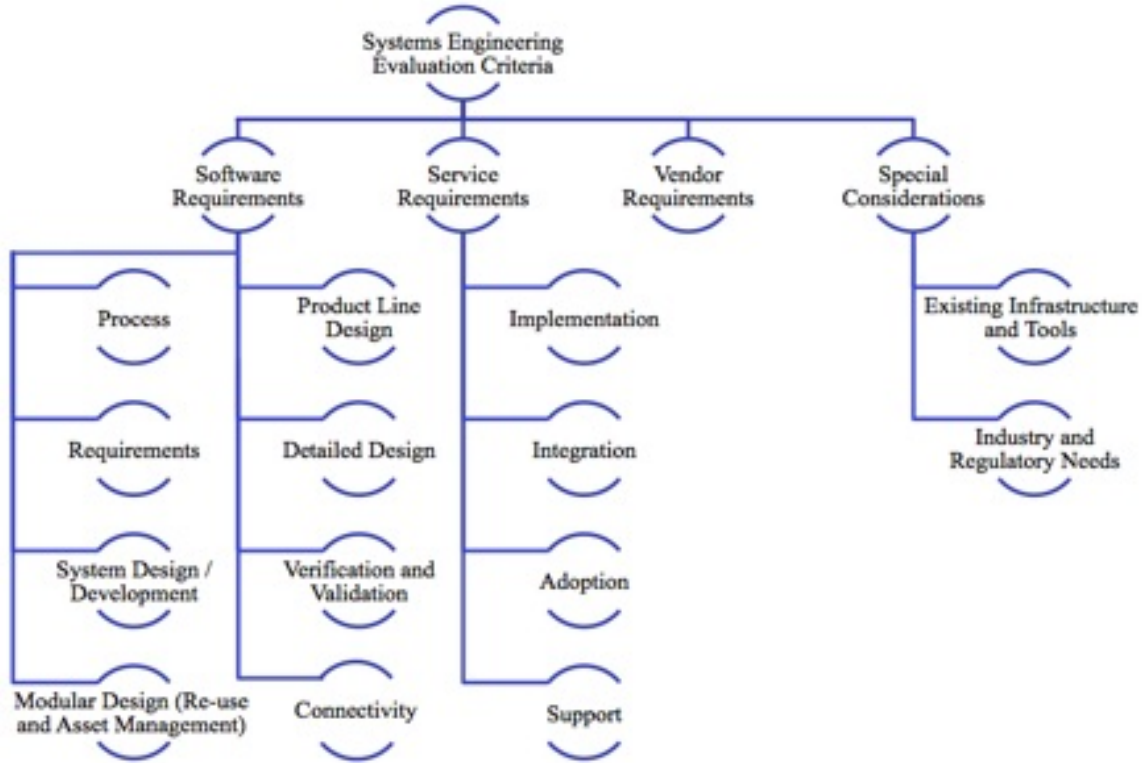 Systems Engineering
Evaluation Criteria
Software
Requirements
Service
Requirements
Vendor
Requirements
Special
Considerations
Process
Requirements
System Design /
Development
Modular Design (Re-use
and Asset Management)
Product Line
Design
Detailed Design
Verification and
Validation
Connectivity
Implementation
Integration
Adoption
Support
Existing Infrastructure
and Tools
Industry and
Regulatory Needs